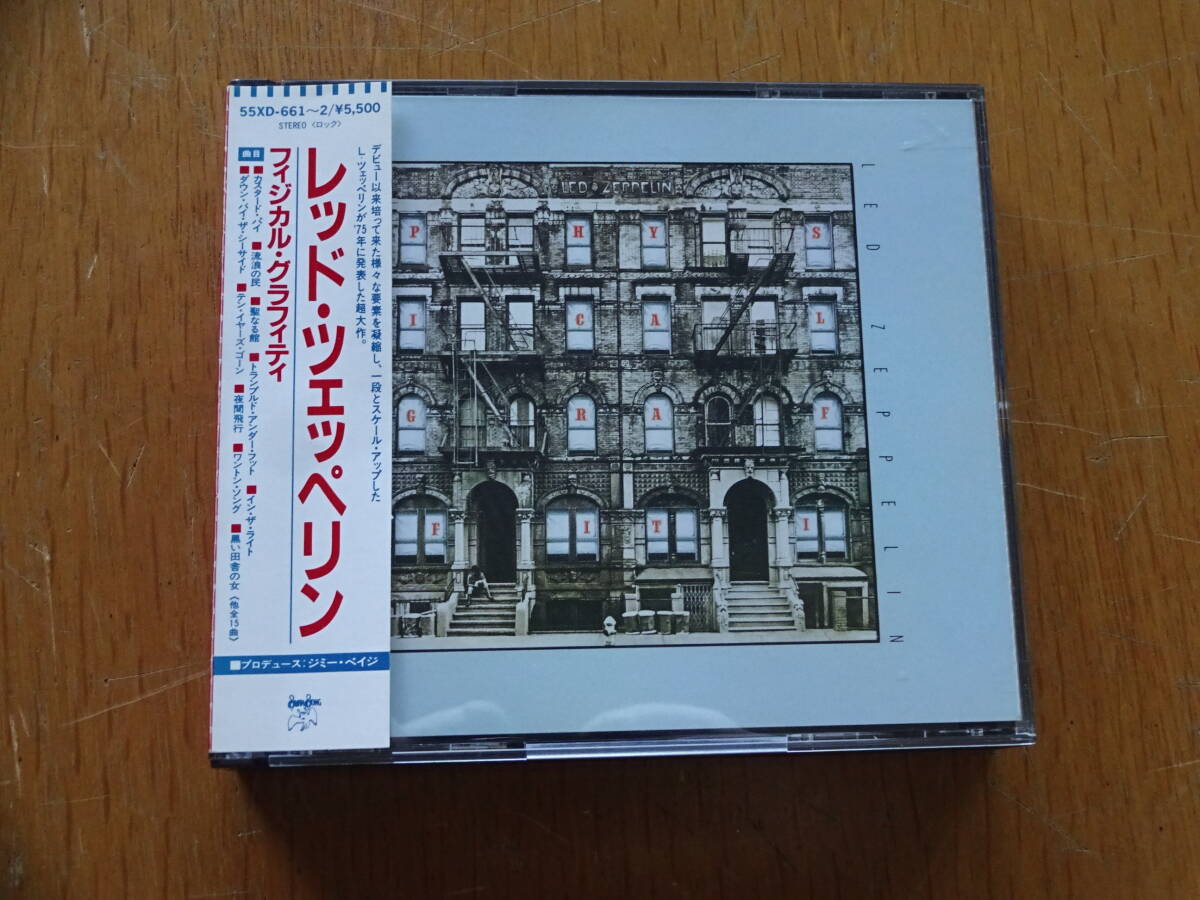 55XD-661〜2/¥5,500
STEREO〈ロック〉
デビュー以来培って来た様々な要素を凝縮し、一段とスケール・アップした
L・ツェッペリンが'75年に発表した超大作。
レッド・ツェッペリン
フィジカル・グラフィティ
曲目
■カスタード・パイ ■流浪の民 ■聖なる館 ■トランプルド・アンダー・フット ■イン・ザ・ライト
■ダウン・バイ・ザ・シーサイド ■テン・イヤーズ・ゴーン ■夜間飛行 ■ワントン・ソング ■黒い田舎の女《他全15曲》
■プロデュース:ジミー・ペイジ
SWAN SONG
LED ZEPPELIN
P H Y S
I C A L
G R A F
F I T I
LED ZEPPELIN